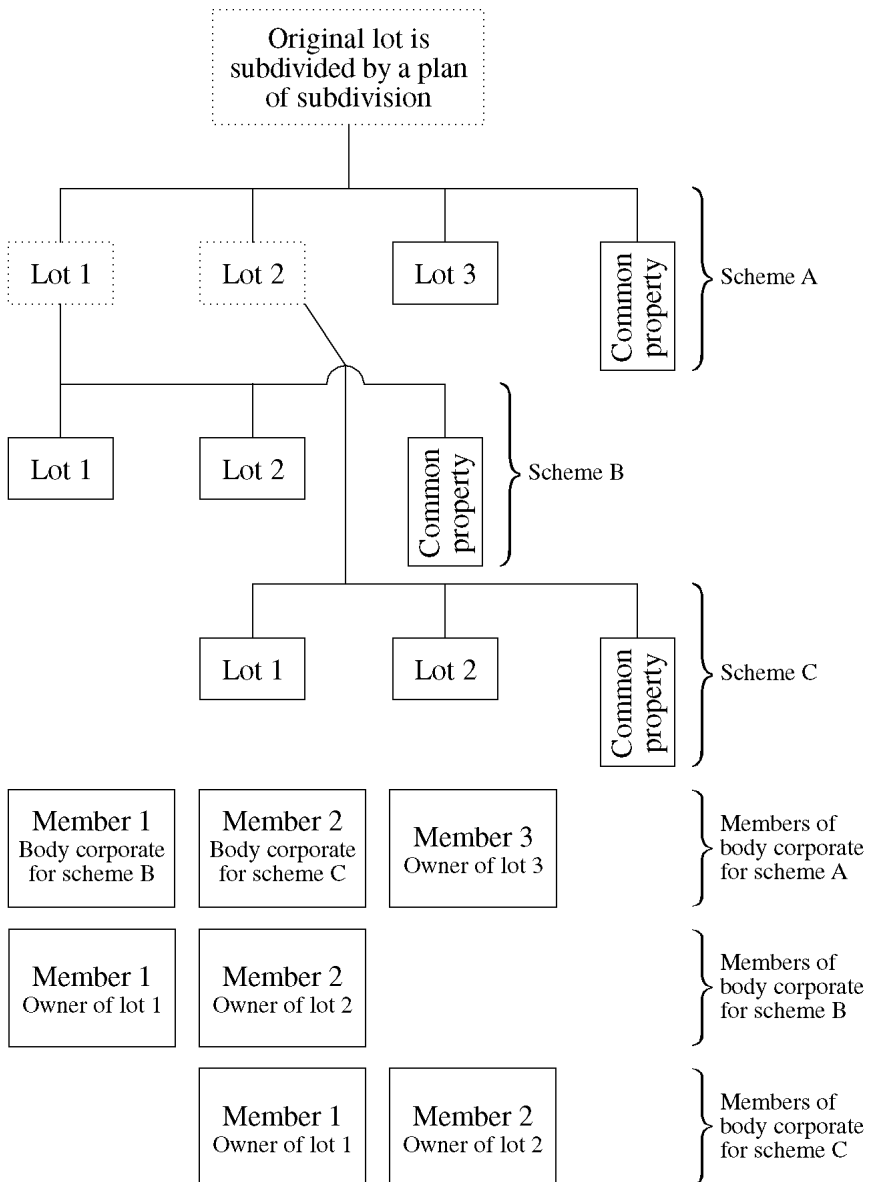 Original lot is
subdivided by a plan
of subdivision
Lot 1
Lot 2
Lot 3
Common
property
Scheme A
Lot 1
Lot 2
Common
property
Scheme B
Lot 1
Lot 2
Common
property
Scheme C
Member 1
Body corporate
for scheme B
Member 2
Body corporate
for scheme C
Member 3
Owner of lot 3
Members of
body corporate
for scheme A
Member 1
Owner of lot 1
Member 2
Owner of lot 2
Members of
body corporate
for scheme B
Member 1
Owner of lot 1
Member 2
Owner of lot 2
Members of
body corporate
for scheme C